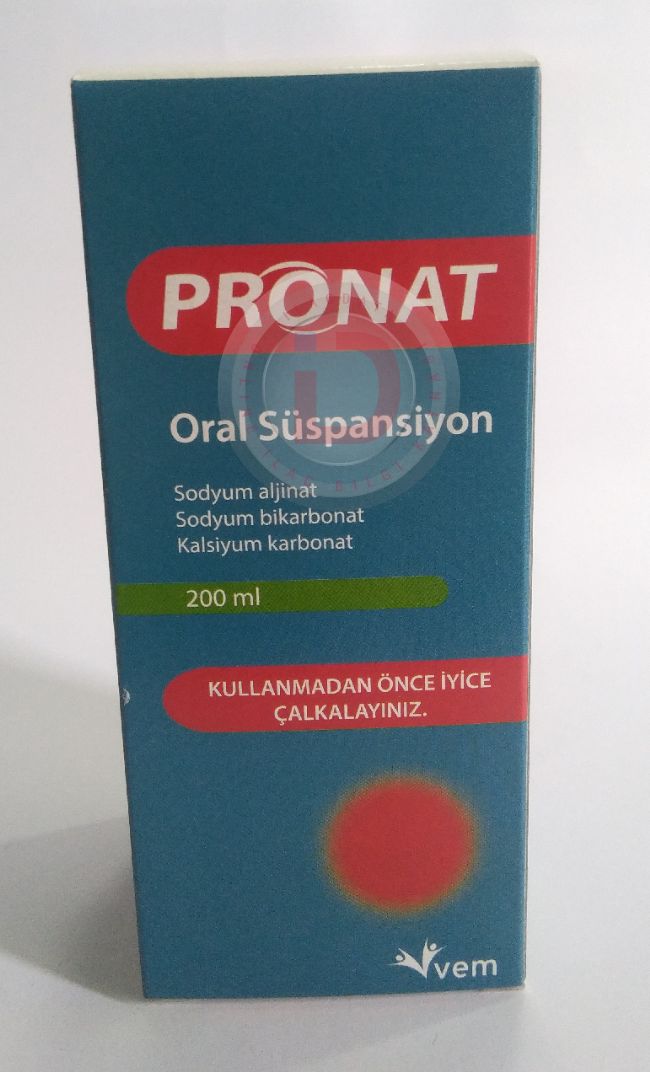 PRONAT
Oral Süspansiyon
Sodyum aljinat
Sodyum bikarbonat
Kalsiyum karbonat
200 ml
KULLANMADAN ÖNCE İYİCE
ÇALKALAYINIZ.
vem